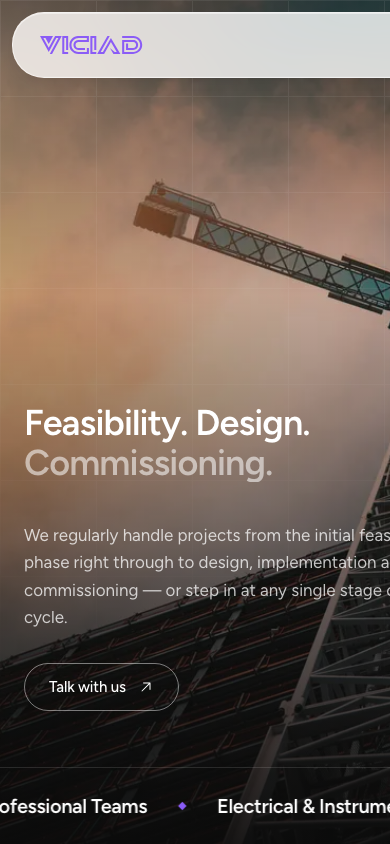 VICIAD
Feasibility. Design.
Commissioning.
We regularly handle projects from the initial
phase right through to design, implementation
commissioning — or step in at any single stage
cycle.
Talk with us
Teams
Electrical &